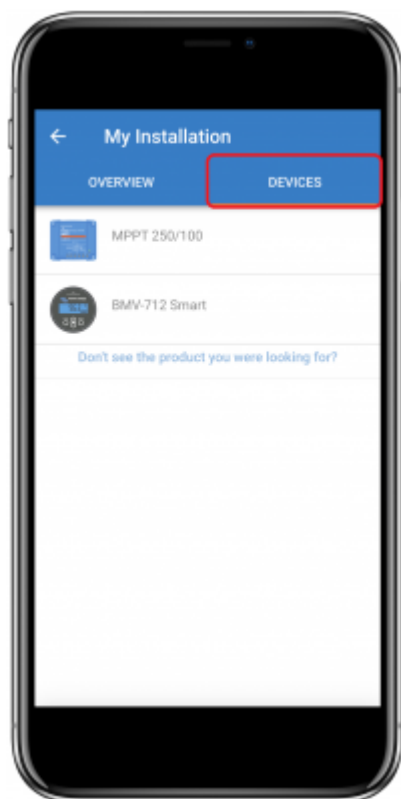 My Installation
OVERVIEW
DEVICES
MPPT 250/100
BMV-712 Smart
Don't see the product you were looking for?